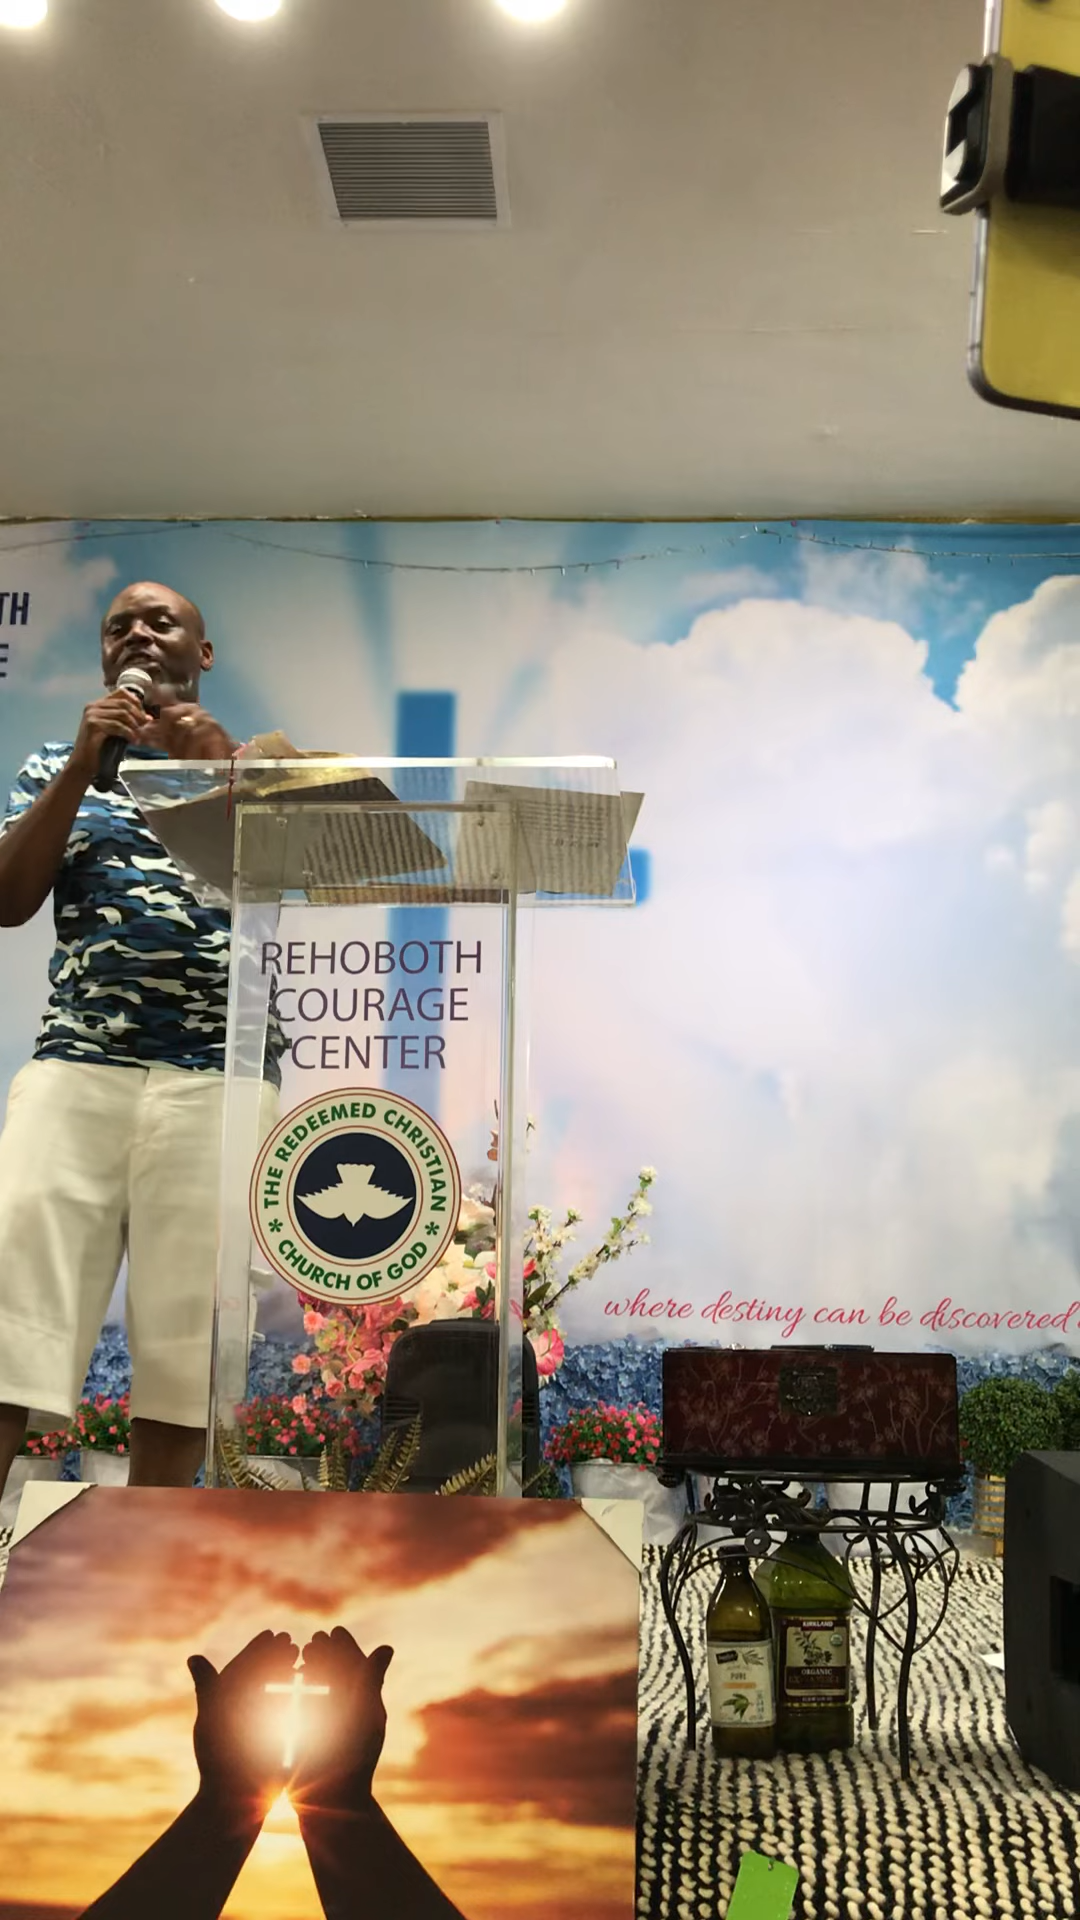 TH
E
REHOBOTH
COURAGE
CENTER
THE REDEEMED CHRISTIAN
* CHURCH OF GOD *
where destiny can be discovered
PURE
KIRKLAND
ORGANIC